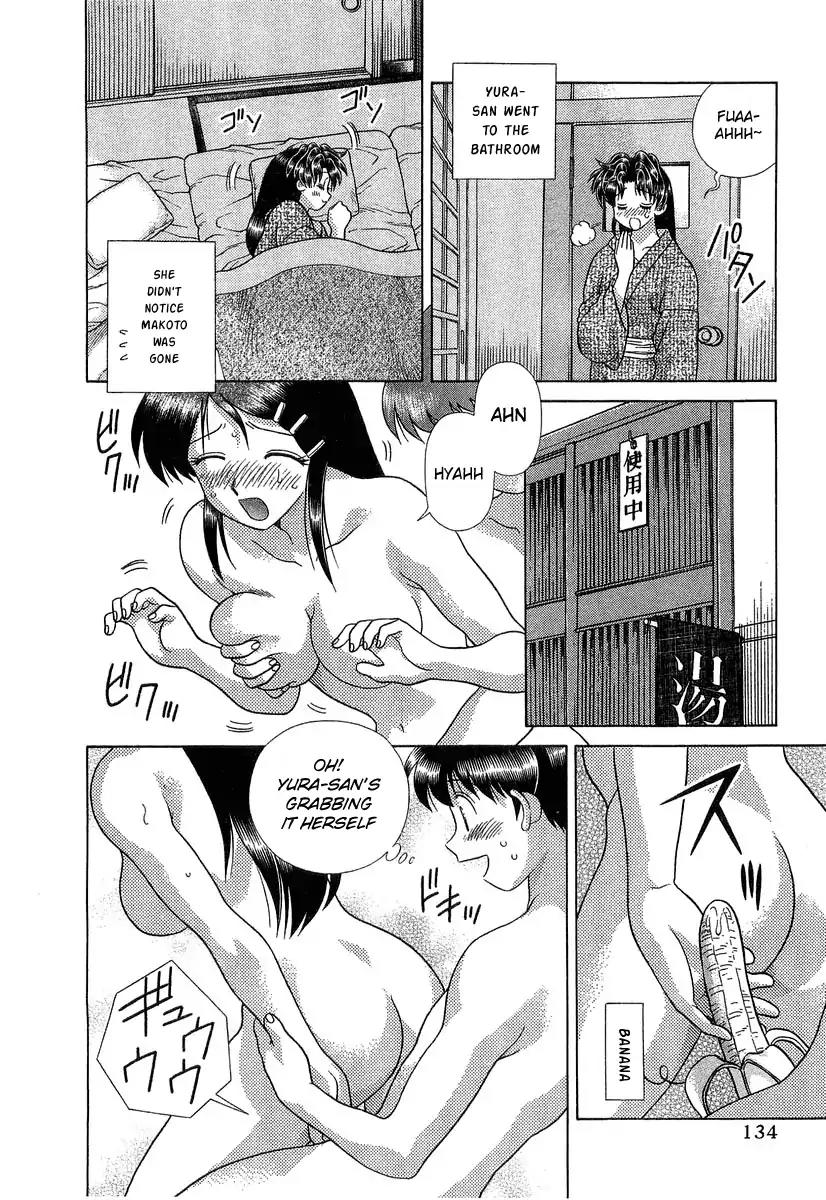 YURA-
SAN WENT
TO THE
BATHROOM
FUAA-
AHHH~
パタン
ゴソ
ゴソ
SHE
DIDN'T
NOTICE
MAKOTO
WAS
GONE
使用中
湯
AHN
HYAHH
ビクッ
ビクッ
ス
BANANA
OH!
YURA-SAN'S
GRABBING
IT HERSELF
ドキドキ
ギュウウウ
134